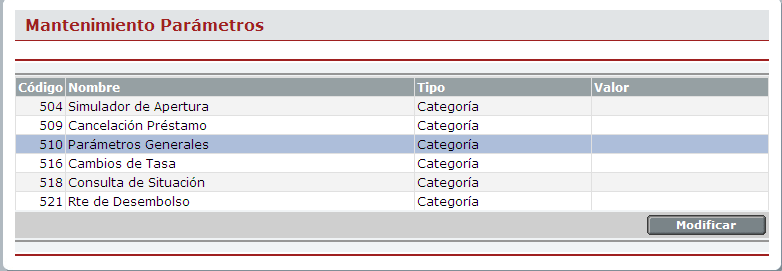 Mantenimiento Parámetros
Código Nombre Tipo Valor
504 Simulador de Apertura Categoría
509 Cancelación Préstamo Categoría
510 Parámetros Generales Categoría
516 Cambios de Tasa Categoría
518 Consulta de Situación Categoría
521 Rte de Desembolso Categoría
Modificar